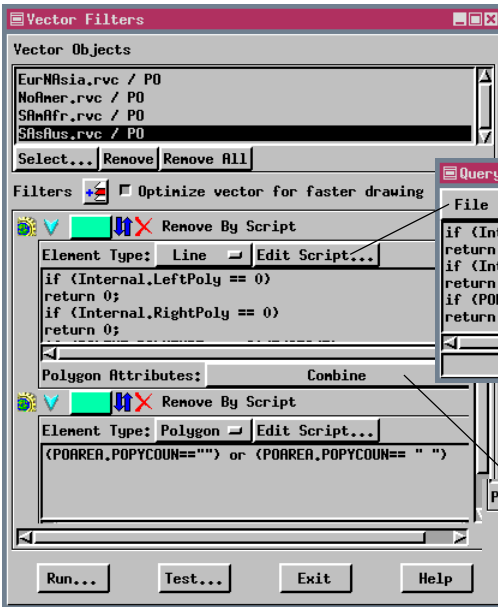 Vector Filters
Vector Objects
EurNAsia.rvc / PO
NoAmer.rvc / PO
SAmAfr.rvc / PO
SAsAus.rvc / PO
Select... Remove Remove All
Filters Optimize vector for faster drawing
Query
File
Remove By Script
Element Type: Line Edit Script...
if (Internal.LeftPoly == 0)
return 0;
if (Internal.RightPoly == 0)
return 0;
if (Int
return
if (Int
return
if (PO
return
Polygon Attributes: Combine
Remove By Script
Element Type: Polygon Edit Script...
(POAREA.POPYCOUN=="") or (POAREA.POPYCOUN== " ")
P
Run... Test... Exit Help